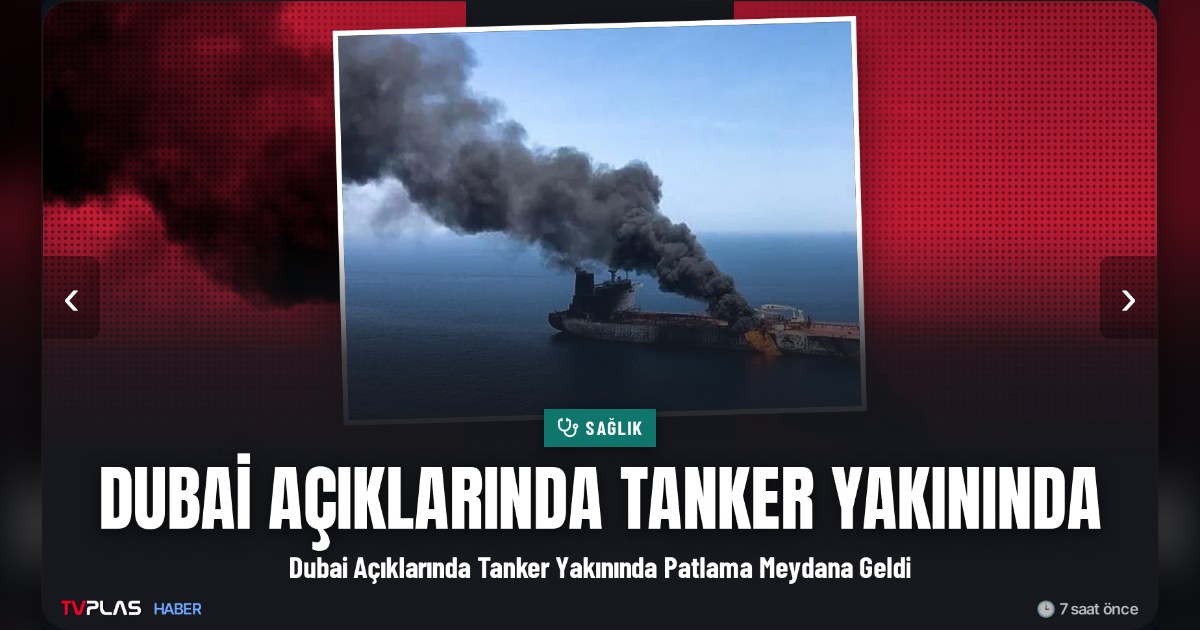 SAĞLIK
DUBAİ AÇIKLARINDA TANKER YAKININDA
Dubai Açıklarında Tanker Yakınında Patlama Meydana Geldi
TVPLAS HABER
7 saat önce